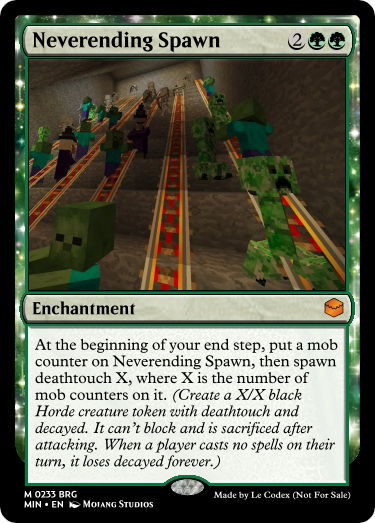 Neverending Spawn 2
Enchantment
At the beginning of your end step, put a mob
counter on Neverending Spawn, then spawn
deathtouch X, where X is the number of
mob counters on it. (Create a X/X black
Horde creature token with deathtouch and
decayed. It can't block and is sacrificed after
attacking. When a player casts no spells on their
turn, it loses decayed forever.)
M 0233 BRG
MIN • EN Mojang Studios
Made by Le Codex (Not For Sale)